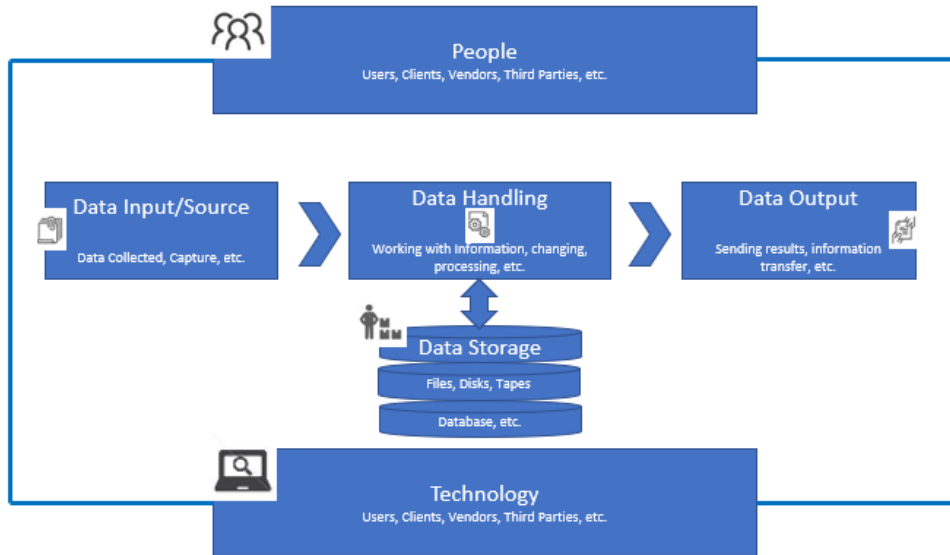 People
Users, Clients, Vendors, Third Parties, etc.
Data Input/Source
Data Collected, Capture, etc.
Data Handling
Working with Information, changing,
processing, etc.
Data Output
Sending results, information
transfer, etc.
Data Storage
Files, Disks, Tapes
Database, etc.
Technology
Users, Clients, Vendors, Third Parties, etc.